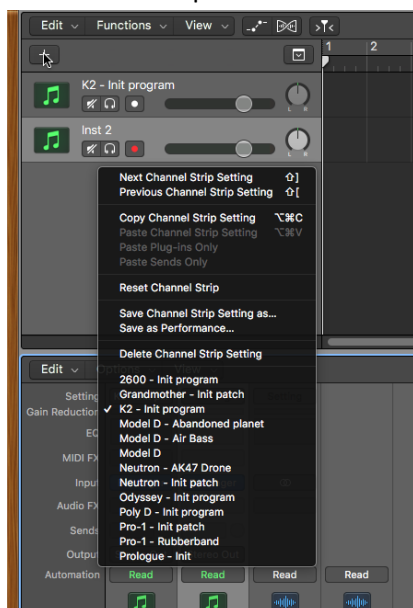 Edit Functions View
1 2
K2 - Init program
L R
Inst 2
L R
Next Channel Strip Setting ⇧]
Previous Channel Strip Setting ⇧[
Copy Channel Strip Setting ⌥⌘C
Paste Channel Strip Setting ⌥⌘V
Paste Plug-ins Only
Paste Sends Only
Reset Channel Strip
Save Channel Strip Setting as...
Save as Performance...
Delete Channel Strip Setting
Edit View
2600 - Init program
Setting Grandmother - Init patch
Gain Reduction ✓ K2 - Init program
Model D - Abandoned planet
EQ Model D - Air Bass
MIDI FX Model D
Neutron - AK47 Drone
Input Neutron - Init patch
Odyssey - Init program
Audio FX Poly D - Init program
Sends Pro-1 - Init patch
Pro-1 - Rubberband
Output Prologue - Init
Automation Read Read Read Read